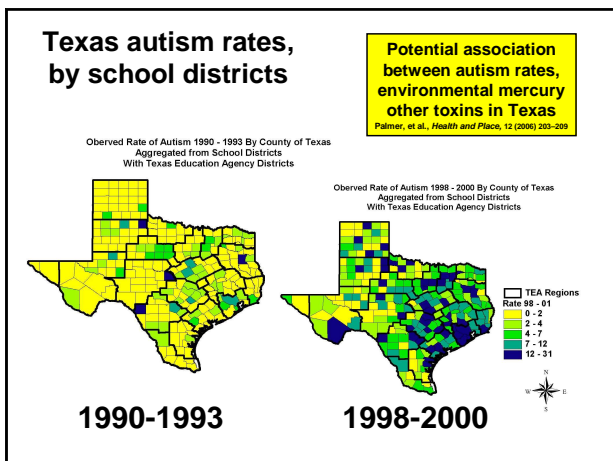 Texas autism rates,
by school districts
Potential association
between autism rates,
environmental mercury
other toxins in Texas
Palmer, et al., Health and Place, 12 (2006) 203–209
Oberved Rate of Autism 1990 - 1993 By County of Texas
Aggregated from School Districts
With Texas Education Agency Districts
Oberved Rate of Autism 1998 - 2000 By County of Texas
Aggregated from School Districts
With Texas Education Agency Districts
TEA Regions
Rate 98 - 01
0 - 2
2 - 4
4 - 7
7 - 12
12 - 31
N
W E
S
1990-1993
1998-2000